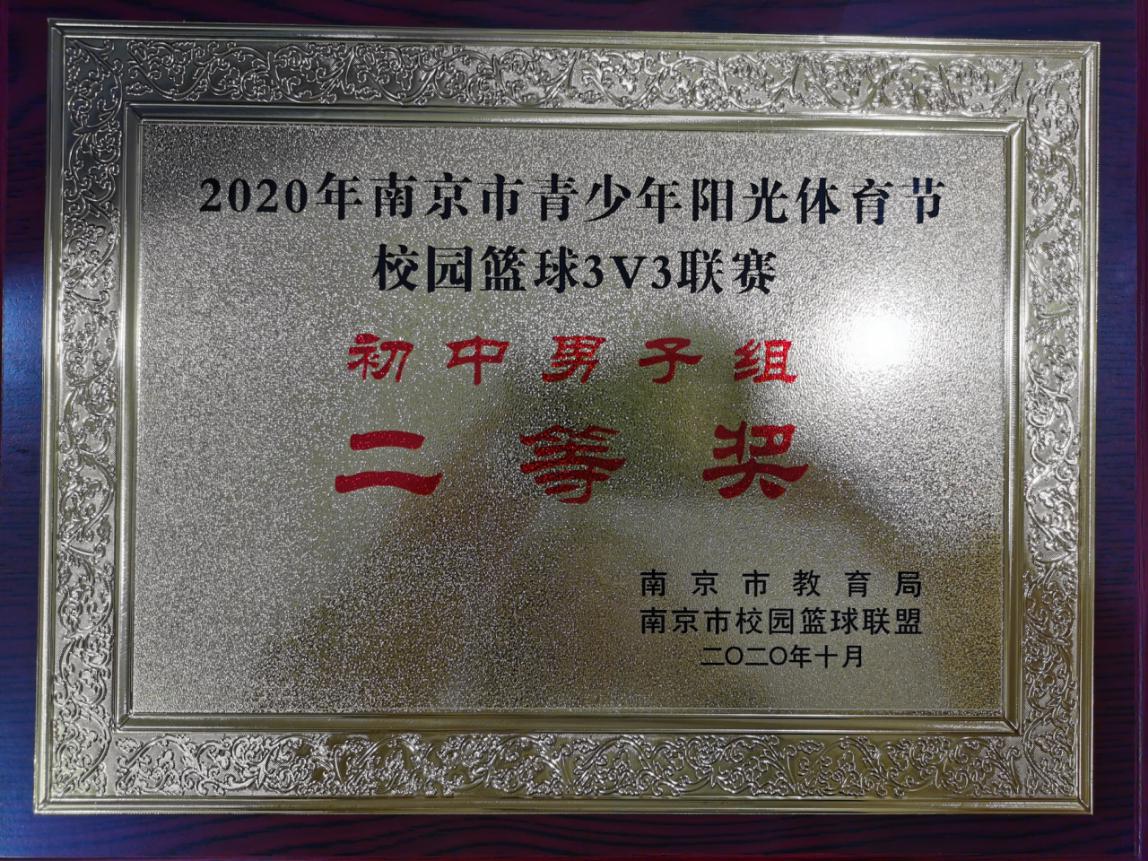 2020年南京市青少年阳光体育节
校园篮球3V3联赛
初中男子组
二等奖
南京市教育局
南京市校园篮球联盟
二〇二〇年十月